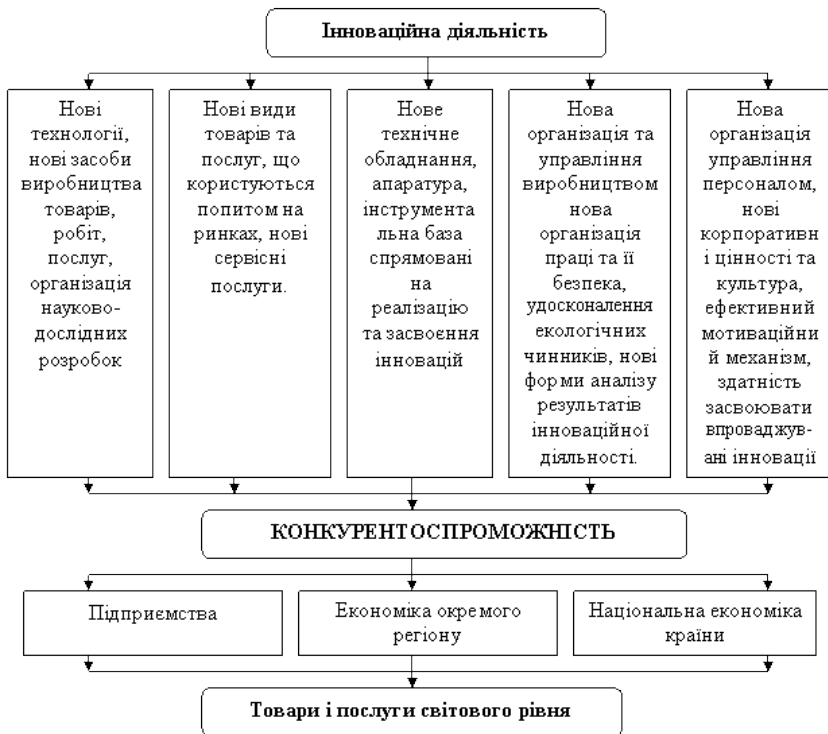 Інноваційна діяльність
Нові
технології,
нові засоби
виробництва
товарів,
робіт,
послуг,
організація
науково-
дослідних
розробок
Нові види
товарів та
послуг, що
користуються
попитом на
ринках, нові
сервісні
послуги.
Нове
технічне
обладнання,
апаратура,
інструмента
льна база
спрямовані
на
реалізацію
та засвоєння
інновацій
Нова
організація та
управління
виробництвом
нова
організація
праці та її
безпека,
удосконалення
екологічних
чинників, нові
форми аналізу
результатів
інноваційної
діяльності.
Нова
організація
управління
персоналом,
нові
корпоративн
і цінності та
культура,
ефективний
мотиваційни
й механізм,
здатність
засвоювати
впроваджув-
ані інновації
КОНКУРЕНТОСПРОМОЖНІСТЬ
Підприємства
Економіка окремого
регіону
Національна економіка
країни
Товари і послуги світового рівня